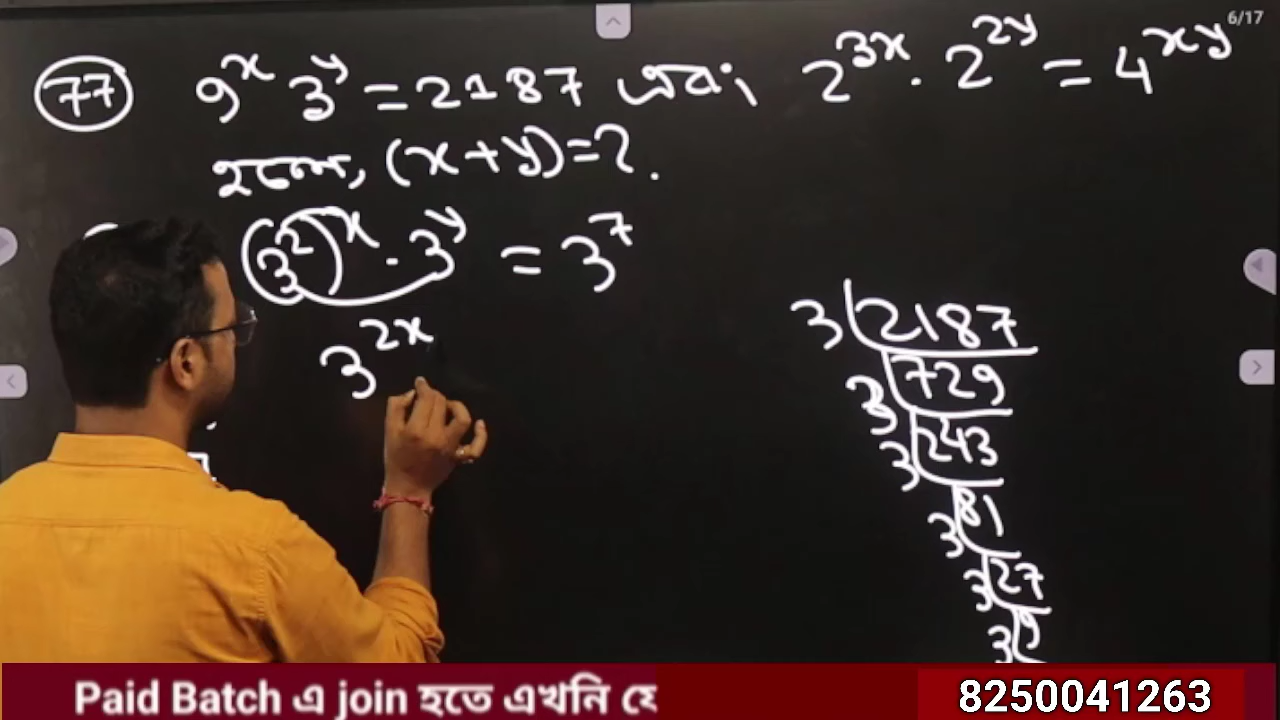 6/17
77 9^x 3^y = 2187 এবং 2^3x . 2^2y = 4^xy
হলে, (x+y)=?.
(3^2)^x . 3^y = 3^7
3^2x
3 2187
3 729
3 243
3 81
3 27
3 9
Paid Batch এ join হতে এখনি যো
8250041263